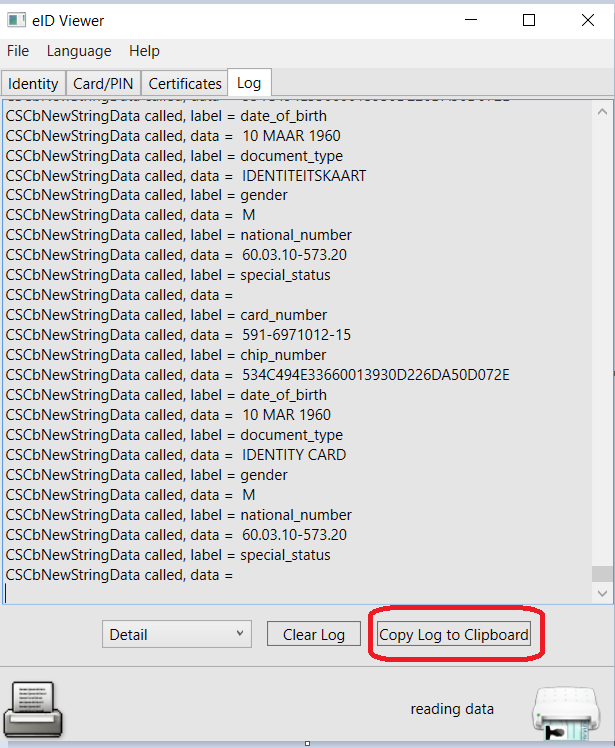 eID Viewer
File Language Help
Identity Card/PIN Certificates Log
CSCbNewStringData called, label = date_of_birth
CSCbNewStringData called, data = 10 MAAR 1960
CSCbNewStringData called, label = document_type
CSCbNewStringData called, data = IDENTITEITSKAART
CSCbNewStringData called, label = gender
CSCbNewStringData called, data = M
CSCbNewStringData called, label = national_number
CSCbNewStringData called, data = 60.03.10-573.20
CSCbNewStringData called, label = special_status
CSCbNewStringData called, data =
CSCbNewStringData called, label = card_number
CSCbNewStringData called, data = 591-6971012-15
CSCbNewStringData called, label = chip_number
CSCbNewStringData called, data = 534C494E33660013930D226DA50D072E
CSCbNewStringData called, label = date_of_birth
CSCbNewStringData called, data = 10 MAR 1960
CSCbNewStringData called, label = document_type
CSCbNewStringData called, data = IDENTITY CARD
CSCbNewStringData called, label = gender
CSCbNewStringData called, data = M
CSCbNewStringData called, label = national_number
CSCbNewStringData called, data = 60.03.10-573.20
CSCbNewStringData called, label = special_status
CSCbNewStringData called, data =
Detail Clear Log Copy Log to Clipboard
reading data